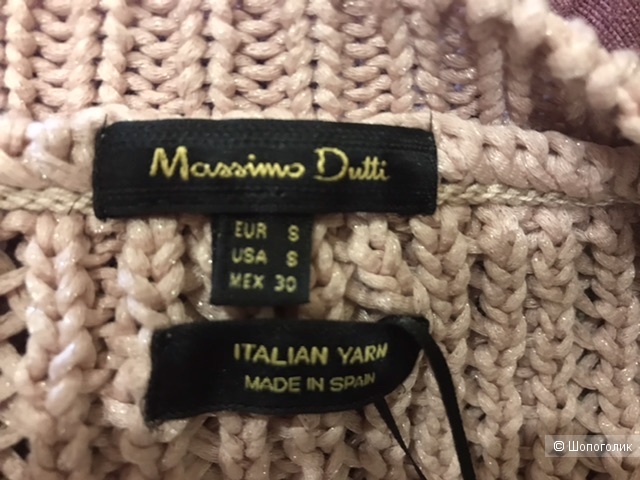 Massimo Dutti
EUR S
USA S
MEX 30
ITALIAN YARN
MADE IN SPAIN
© Шопоголик